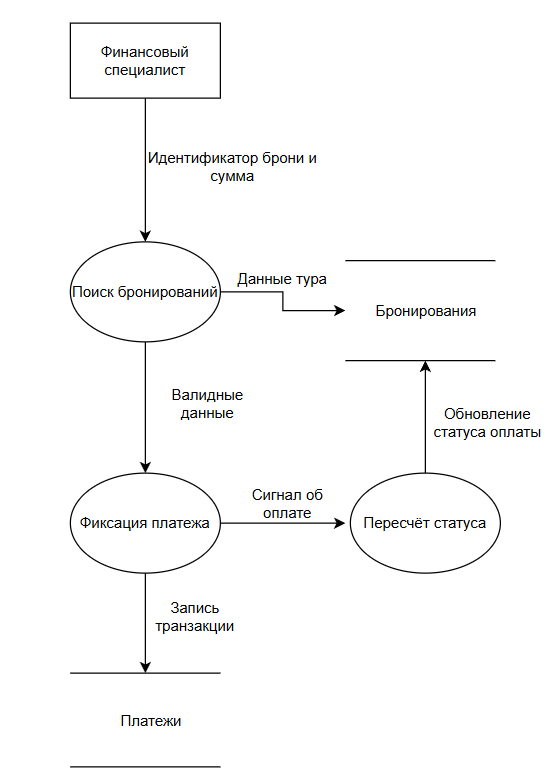 Финансовый
специалист
Идентификатор брони и
сумма
Поиск бронирований
Данные тура
Бронирования
Валидные
данные
Обновление
статуса оплаты
Фиксация платежа
Сигнал об
оплате
Пересчёт статуса
Запись
транзакции
Платежи